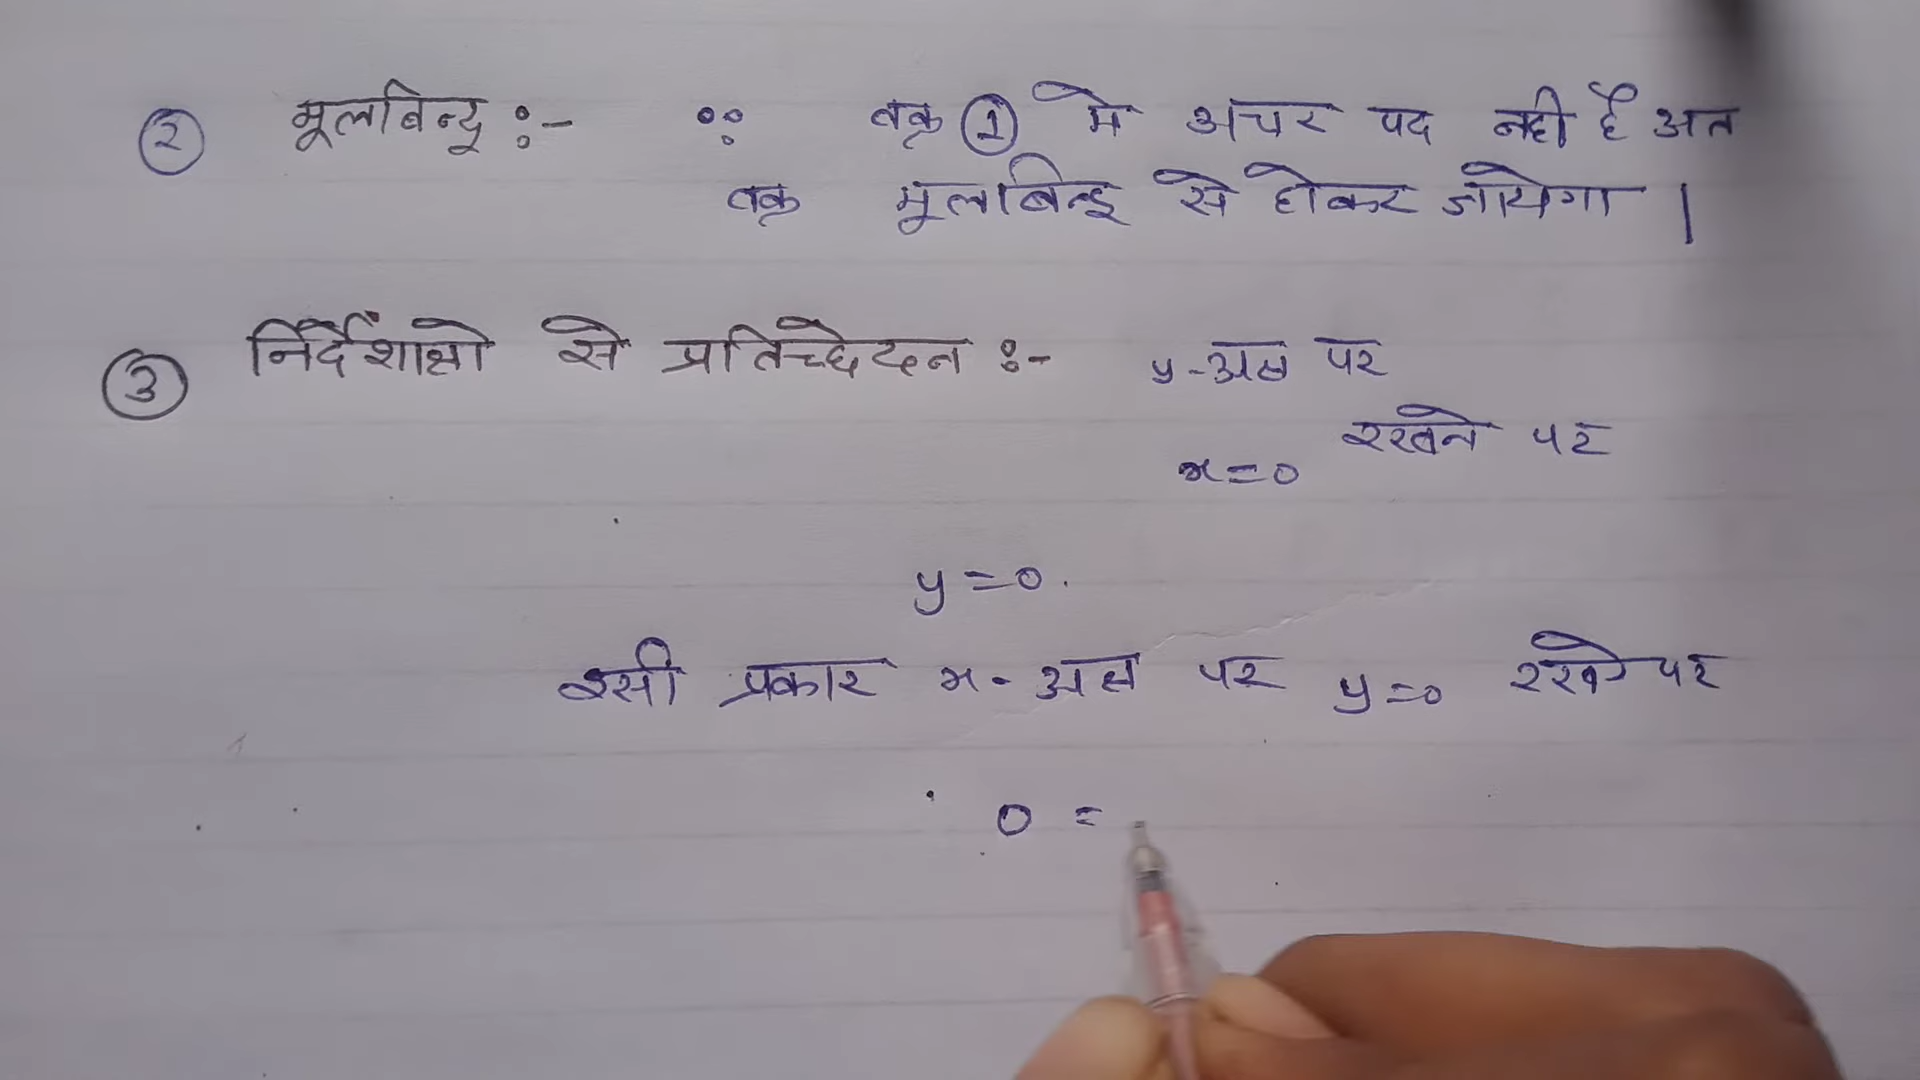 ② मूलबिन्दू :- ∵ वक्र ① मे अचर पद नही है अत
वक्र मूलबिन्दु से होकर जायेगा |
③ निर्देशाक्षो से प्रतिच्छेदन :- y-अक्ष पर
x=0 रखने पर
y=0.
इसी प्रकार x-अक्ष पर y=0 रखने पर
0 =